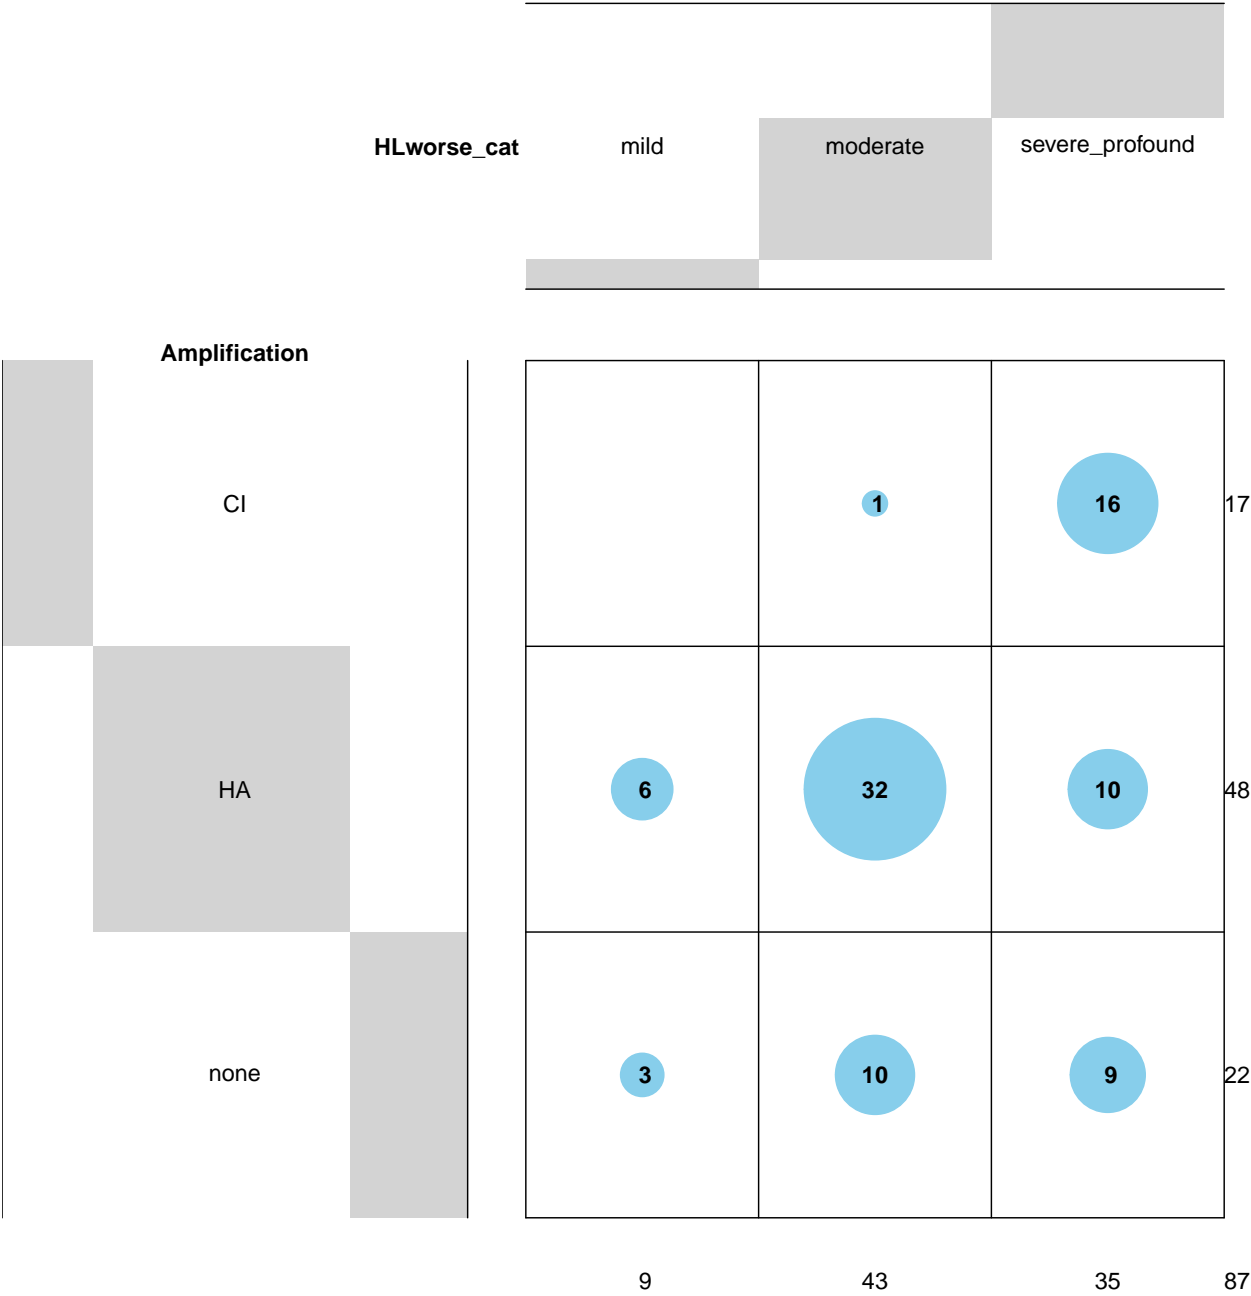 HLworse_cat mild moderate severe_profound
Amplification
CI 1 16 17
HA 6 32 10 48
none 3 10 9 22
9 43 35 87